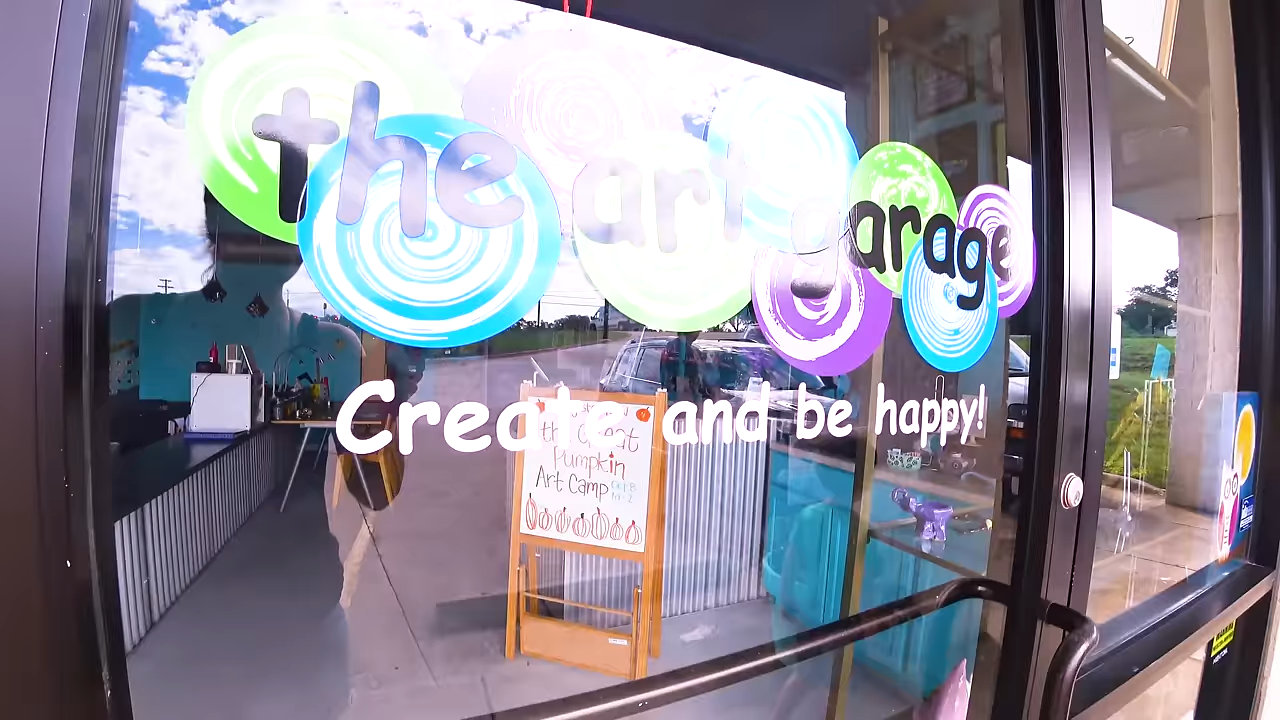 the art garage
Create and be happy!
the Great
Pumpkin
Art Camp